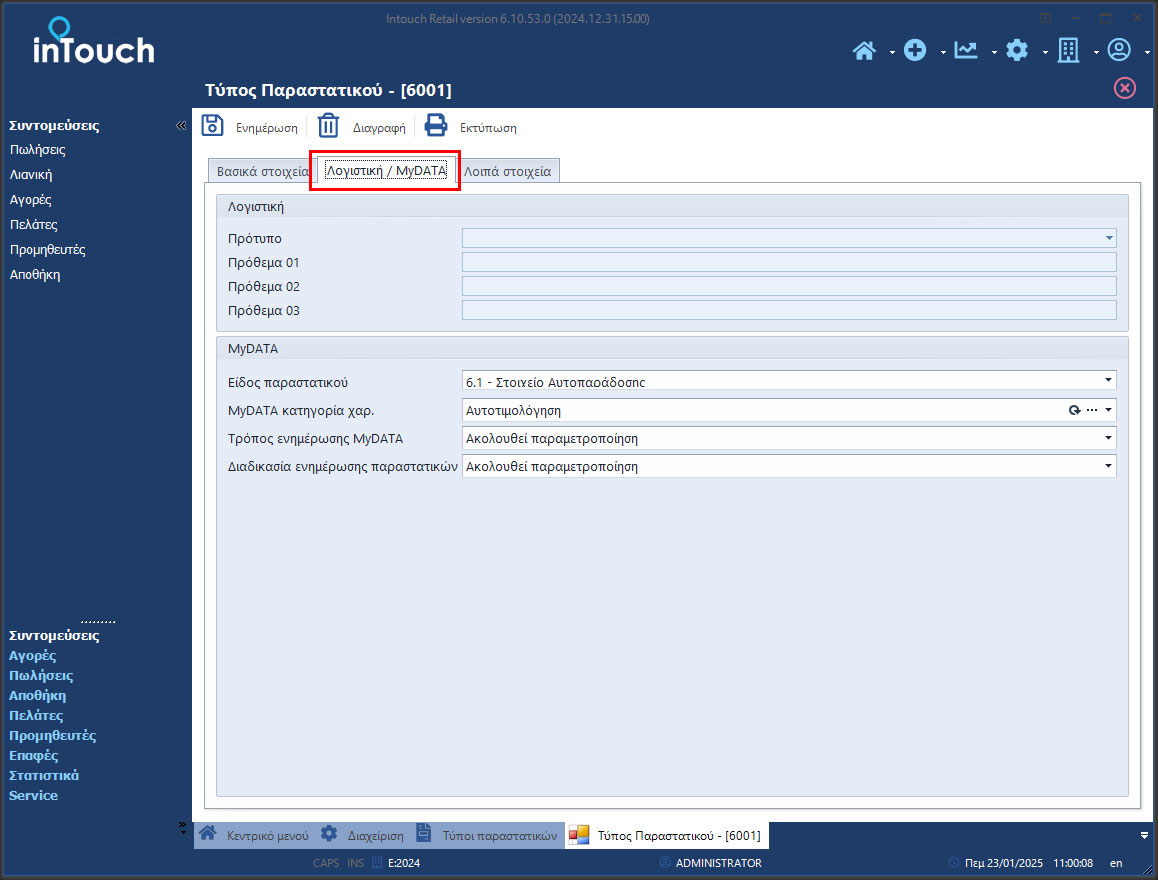 Intouch Retail version 6.10.53.0 (2024.12.31.15.00)
inTouch
Τύπος Παραστατικού - [6001]
Συντομεύσεις
Πωλήσεις
Λιανική
Αγορές
Πελάτες
Προμηθευτές
Αποθήκη
Ενημέρωση Διαγραφή Εκτύπωση
Βασικά στοιχεία Λογιστική / MyDATA Λοιπά στοιχεία
Λογιστική
Πρότυπο
Πρόθεμα 01
Πρόθεμα 02
Πρόθεμα 03
MyDATA
Είδος παραστατικού 6.1 - Στοιχείο Αυτοπαράδοσης
MyDATA κατηγορία χαρ. Αυτοτιμολόγηση
Τρόπος ενημέρωσης MyDATA Ακολουθεί παραμετροποίηση
Διαδικασία ενημέρωσης παραστατικών Ακολουθεί παραμετροποίηση
Συντομεύσεις
Αγορές
Πωλήσεις
Αποθήκη
Πελάτες
Προμηθευτές
Επαφές
Στατιστικά
Service
Κεντρικό μενού Διαχείριση Τύποι παραστατικών Τύπος Παραστατικού - [6001]
CAPS INS E:2024 ADMINISTRATOR Πεμ 23/01/2025 11:00:08 en